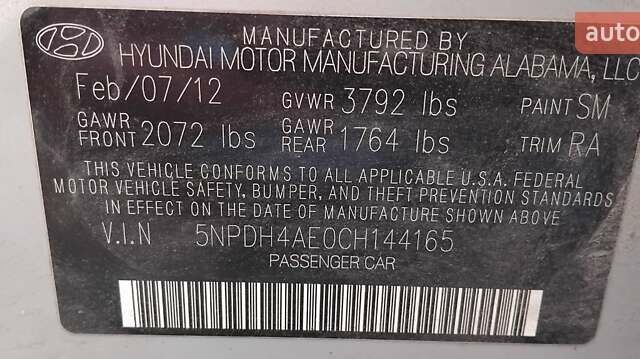 MANUFACTURED BY
auto
HYUNDAI MOTOR MANUFACTURING ALABAMA, LLC
Feb/07/12 GVWR 3792 lbs PAINT SM
GAWR FRONT 2072 lbs GAWR REAR 1764 lbs TRIM RA
THIS VEHICLE CONFORMS TO ALL APPLICABLE U.S.A. FEDERAL
MOTOR VEHICLE SAFETY, BUMPER, AND THEFT PREVENTION STANDARDS
IN EFFECT ON THE DATE OF MANUFACTURE SHOWN ABOVE
V.I.N 5NPDH4AE0CH144165
PASSENGER CAR